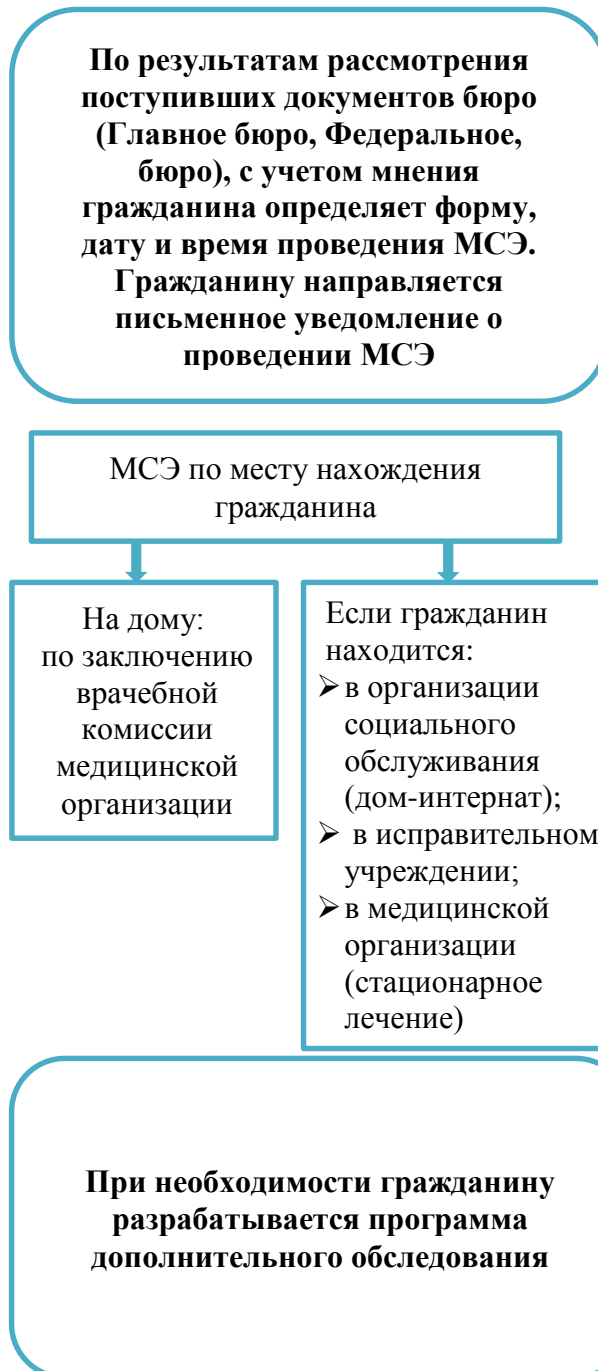 По результатам рассмотрения
поступивших документов бюро
(Главное бюро, Федеральное,
бюро), с учетом мнения
гражданина определяет форму,
дату и время проведения МСЭ.
Гражданину направляется
письменное уведомление о
проведении МСЭ
МСЭ по месту нахождения
гражданина
На дому:
по заключению
врачебной
комиссии
медицинской
организации
Если гражданин
находится:
➢ в организации
социального
обслуживания
(дом-интернат);
➢ в исправительном
учреждении;
➢ в медицинской
организации
(стационарное
лечение)
При необходимости гражданину
разрабатывается программа
дополнительного обследования